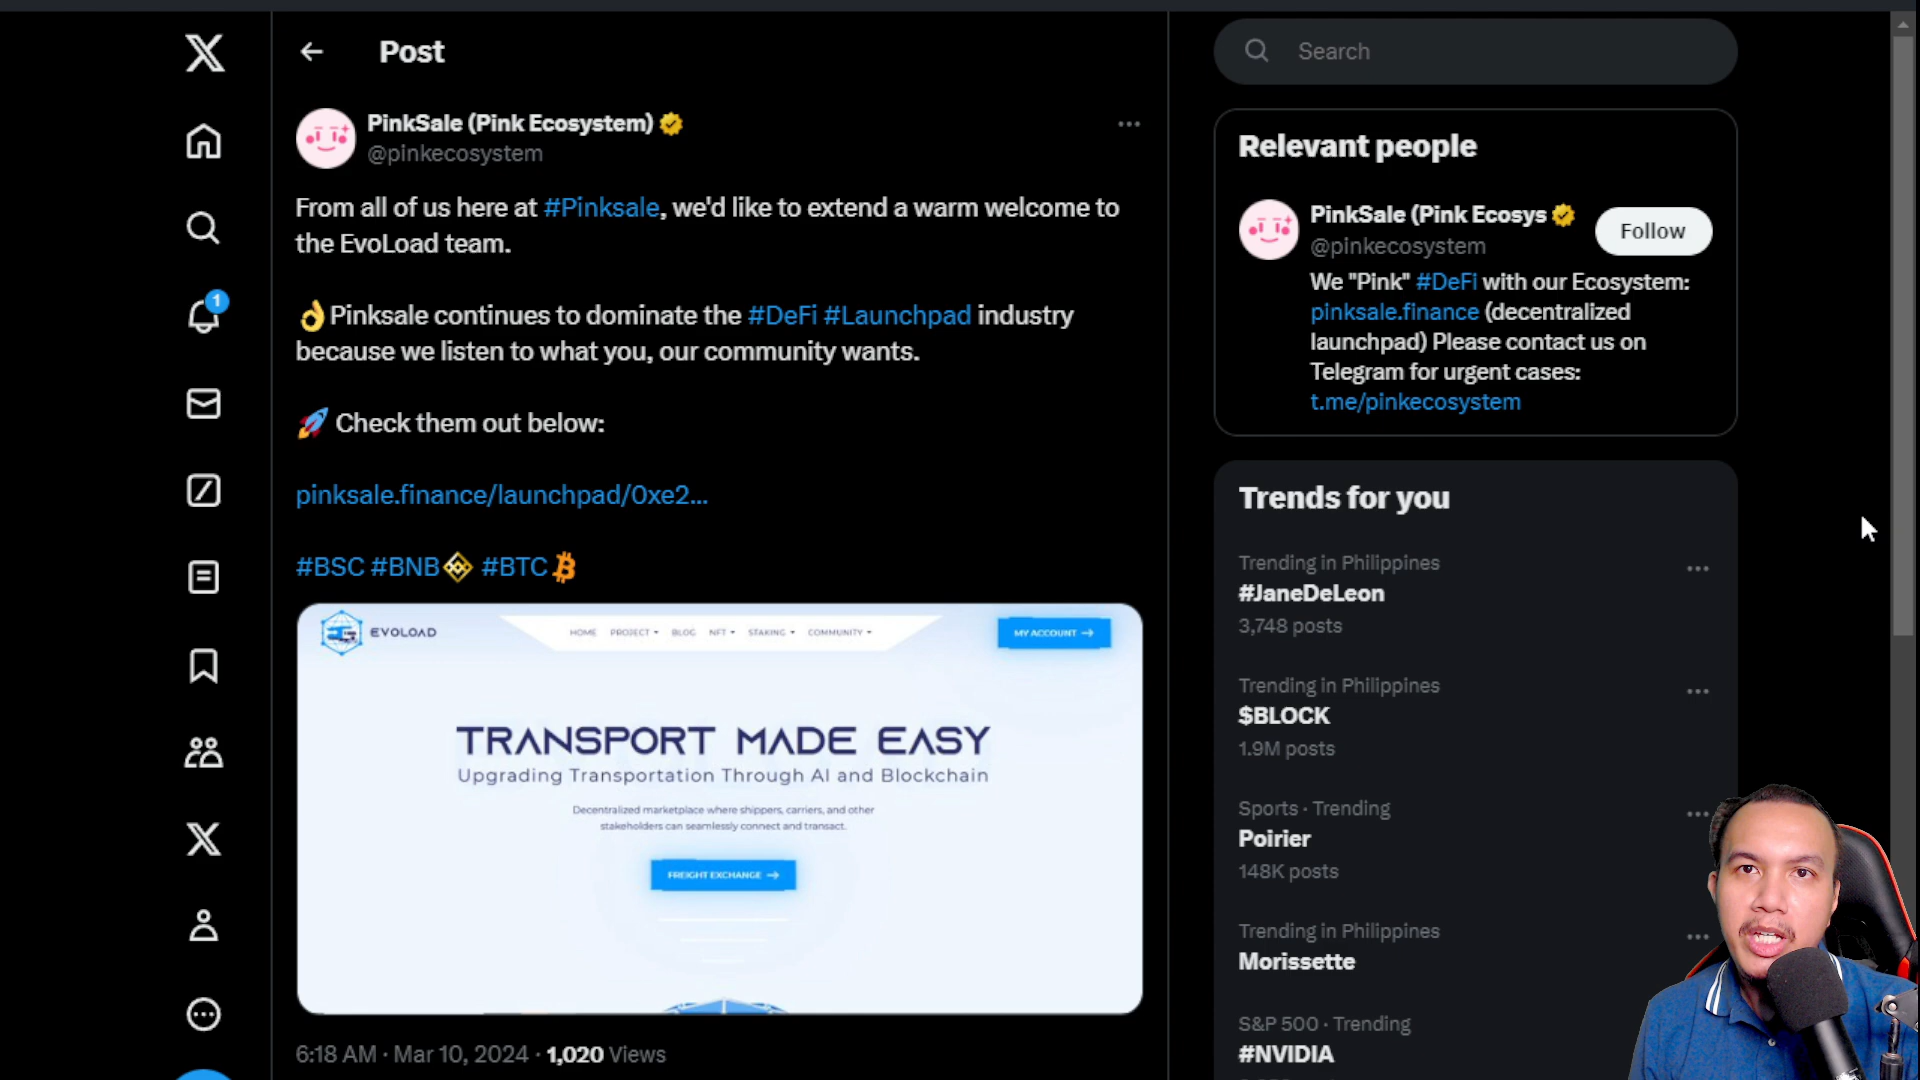 Post
PinkSale (Pink Ecosystem)
@pinkecosystem
From all of us here at #Pinksale, we'd like to extend a warm welcome to
the EvoLoad team.
👌Pinksale continues to dominate the #DeFi #Launchpad industry
because we listen to what you, our community wants.
🚀 Check them out below:
pinksale.finance/launchpad/0xe2...
#BSC #BNB #BTC
EVOLOAD
HOME PROJECT BLOG NFT STAKING COMMUNITY
MY ACCOUNT →
TRANSPORT MADE EASY
Upgrading Transportation Through AI and Blockchain
Decentralized marketplace where shippers, carriers, and other
stakeholders can seamlessly connect and transact.
FREIGHT EXCHANGE →
6:18 AM · Mar 10, 2024 · 1,020 Views
1
Search
Relevant people
PinkSale (Pink Ecosys
@pinkecosystem
Follow
We "Pink" #DeFi with our Ecosystem:
pinksale.finance (decentralized
launchpad) Please contact us on
Telegram for urgent cases:
t.me/pinkecosystem
Trends for you
Trending in Philippines
#JaneDeLeon
3,748 posts
Trending in Philippines
$BLOCK
1.9M posts
Sports · Trending
Poirier
148K posts
Trending in Philippines
Morissette
S&P 500 · Trending
#NVIDIA